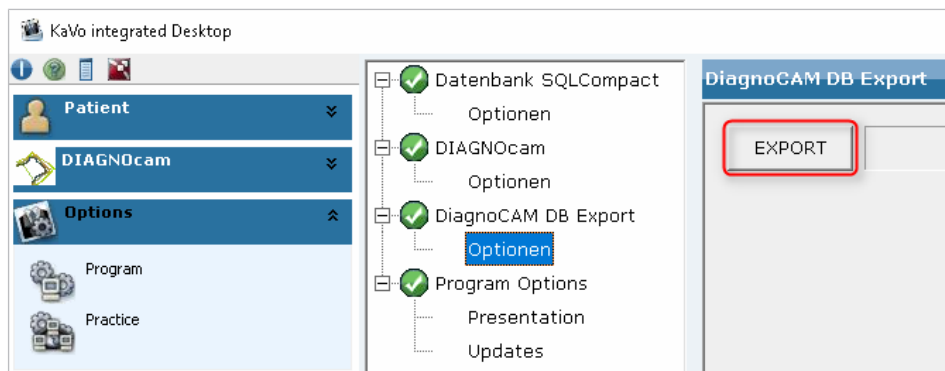 KaVo integrated Desktop
Patient
DIAGNOcam
Options
Program
Practice
Datenbank SQLCompact
Optionen
DIAGNOcam
Optionen
DiagnoCAM DB Export
Optionen
Program Options
Presentation
Updates
DiagnoCAM DB Export
EXPORT